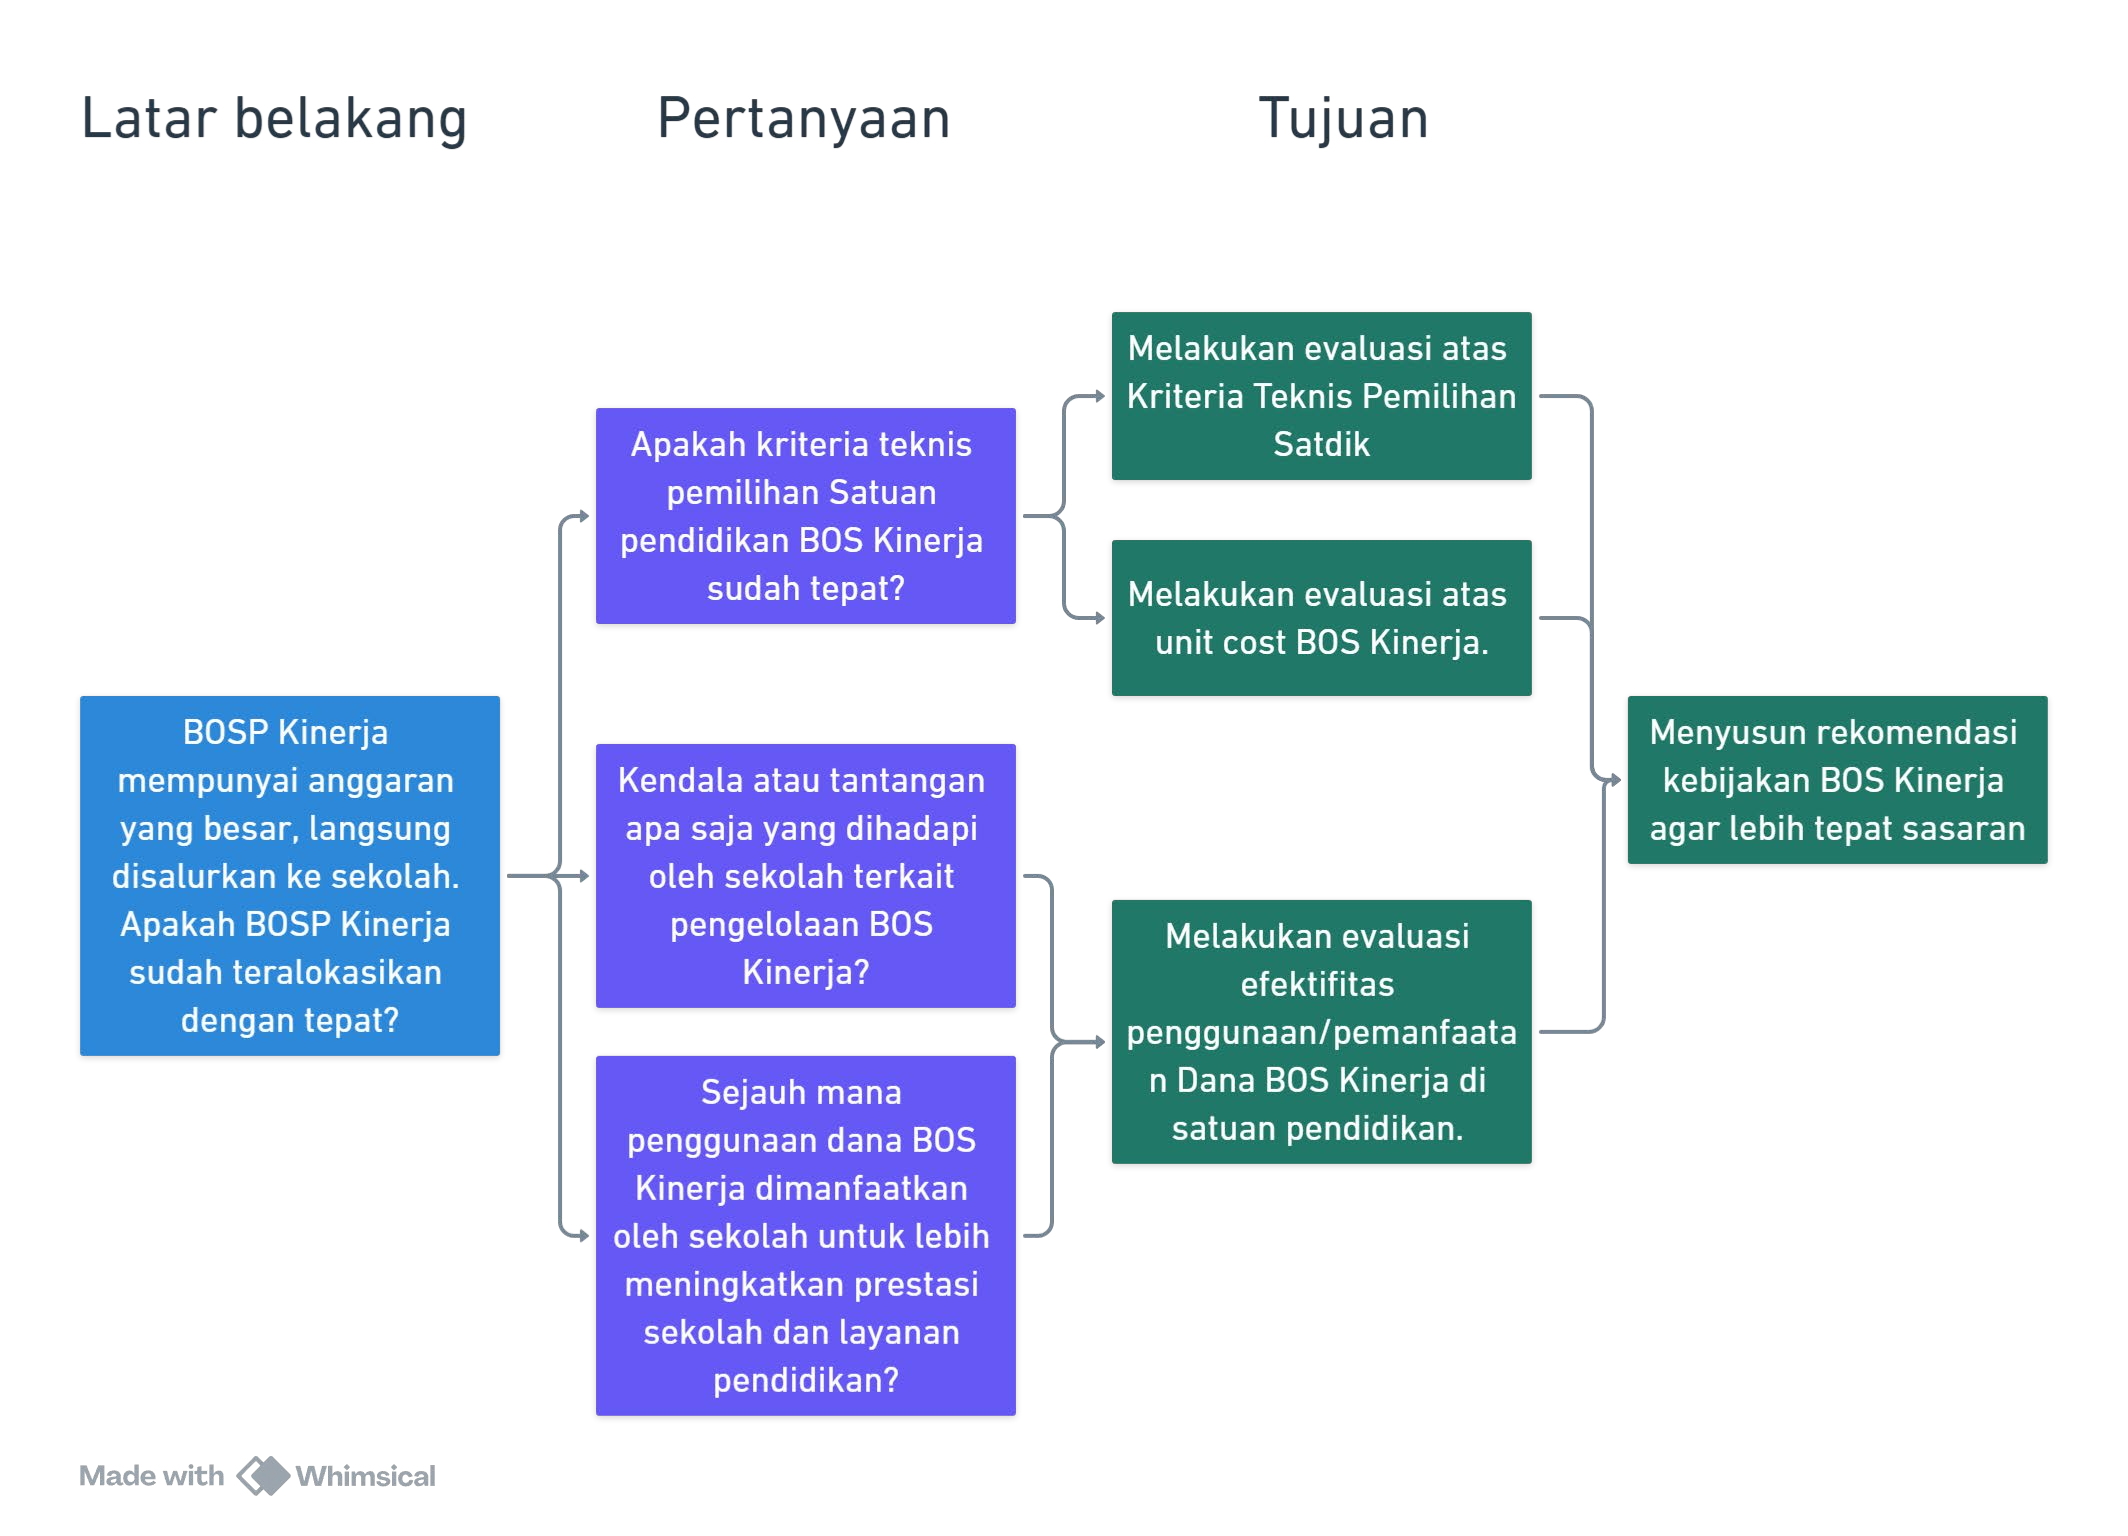 Latar belakang
Pertanyaan
Tujuan
BOSP Kinerja
mempunyai anggaran
yang besar, langsung
disalurkan ke sekolah.
Apakah BOSP Kinerja
sudah teralokasikan
dengan tepat?
Apakah kriteria teknis
pemilihan Satuan
pendidikan BOS Kinerja
sudah tepat?
Kendala atau tantangan
apa saja yang dihadapi
oleh sekolah terkait
pengelolaan BOS
Kinerja?
Sejauh mana
penggunaan dana BOS
Kinerja dimanfaatkan
oleh sekolah untuk lebih
meningkatkan prestasi
sekolah dan layanan
pendidikan?
Melakukan evaluasi atas
Kriteria Teknis Pemilihan
Satdik
Melakukan evaluasi atas
unit cost BOS Kinerja.
Melakukan evaluasi
efektifitas
penggunaan/pemanfaata
n Dana BOS Kinerja di
satuan pendidikan.
Menyusun rekomendasi
kebijakan BOS Kinerja
agar lebih tepat sasaran
Made with Whimsical